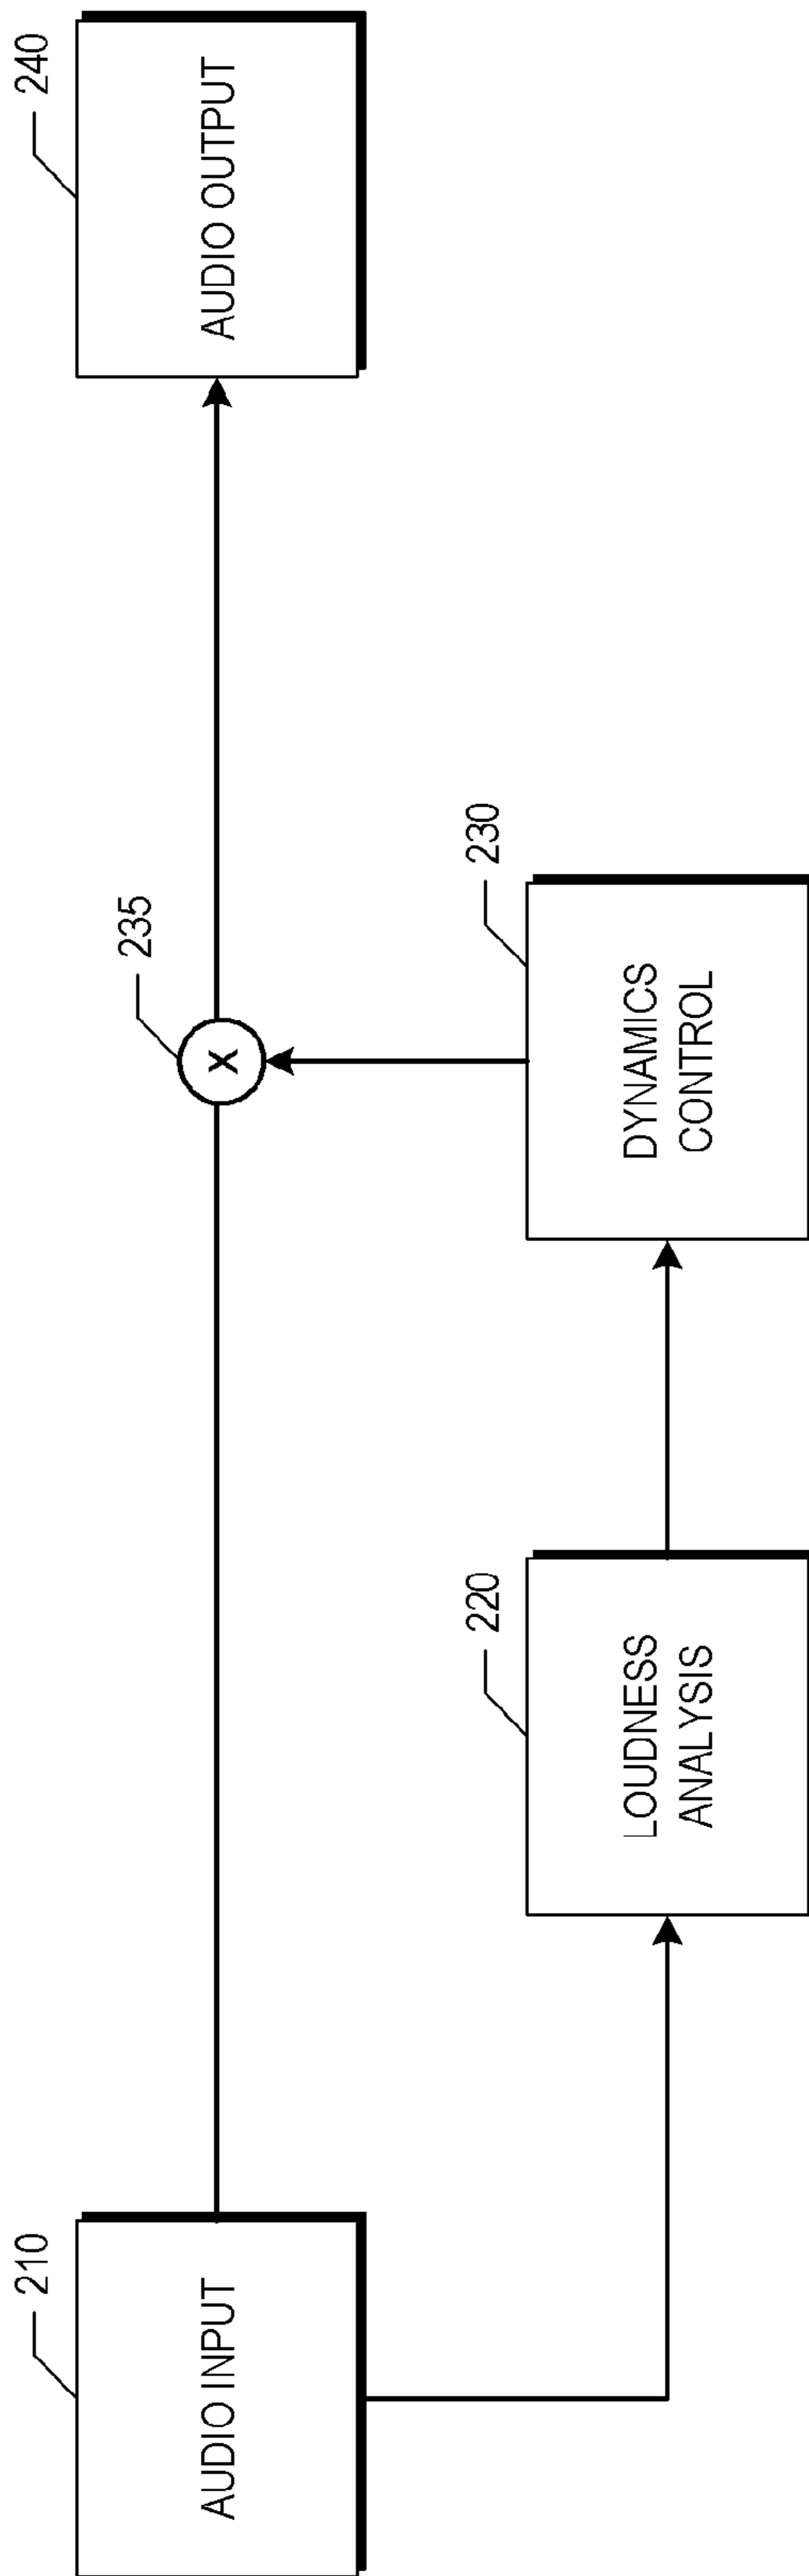 210
AUDIO INPUT
235
X
240
AUDIO OUTPUT
220
LOUDNESS
ANALYSIS
230
DYNAMICS
CONTROL